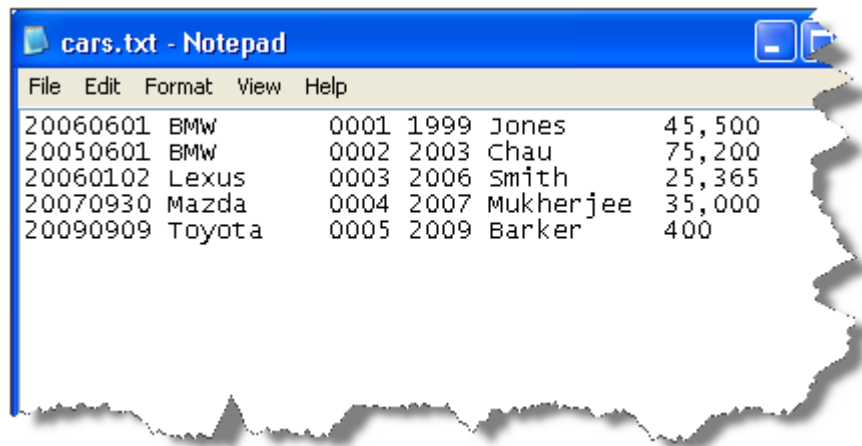 cars.txt - Notepad
File Edit Format View Help
20060601 BMW 0001 1999 Jones 45,500
20050601 BMW 0002 2003 Chau 75,200
20060102 Lexus 0003 2006 Smith 25,365
20070930 Mazda 0004 2007 Mukherjee 35,000
20090909 Toyota 0005 2009 Barker 400